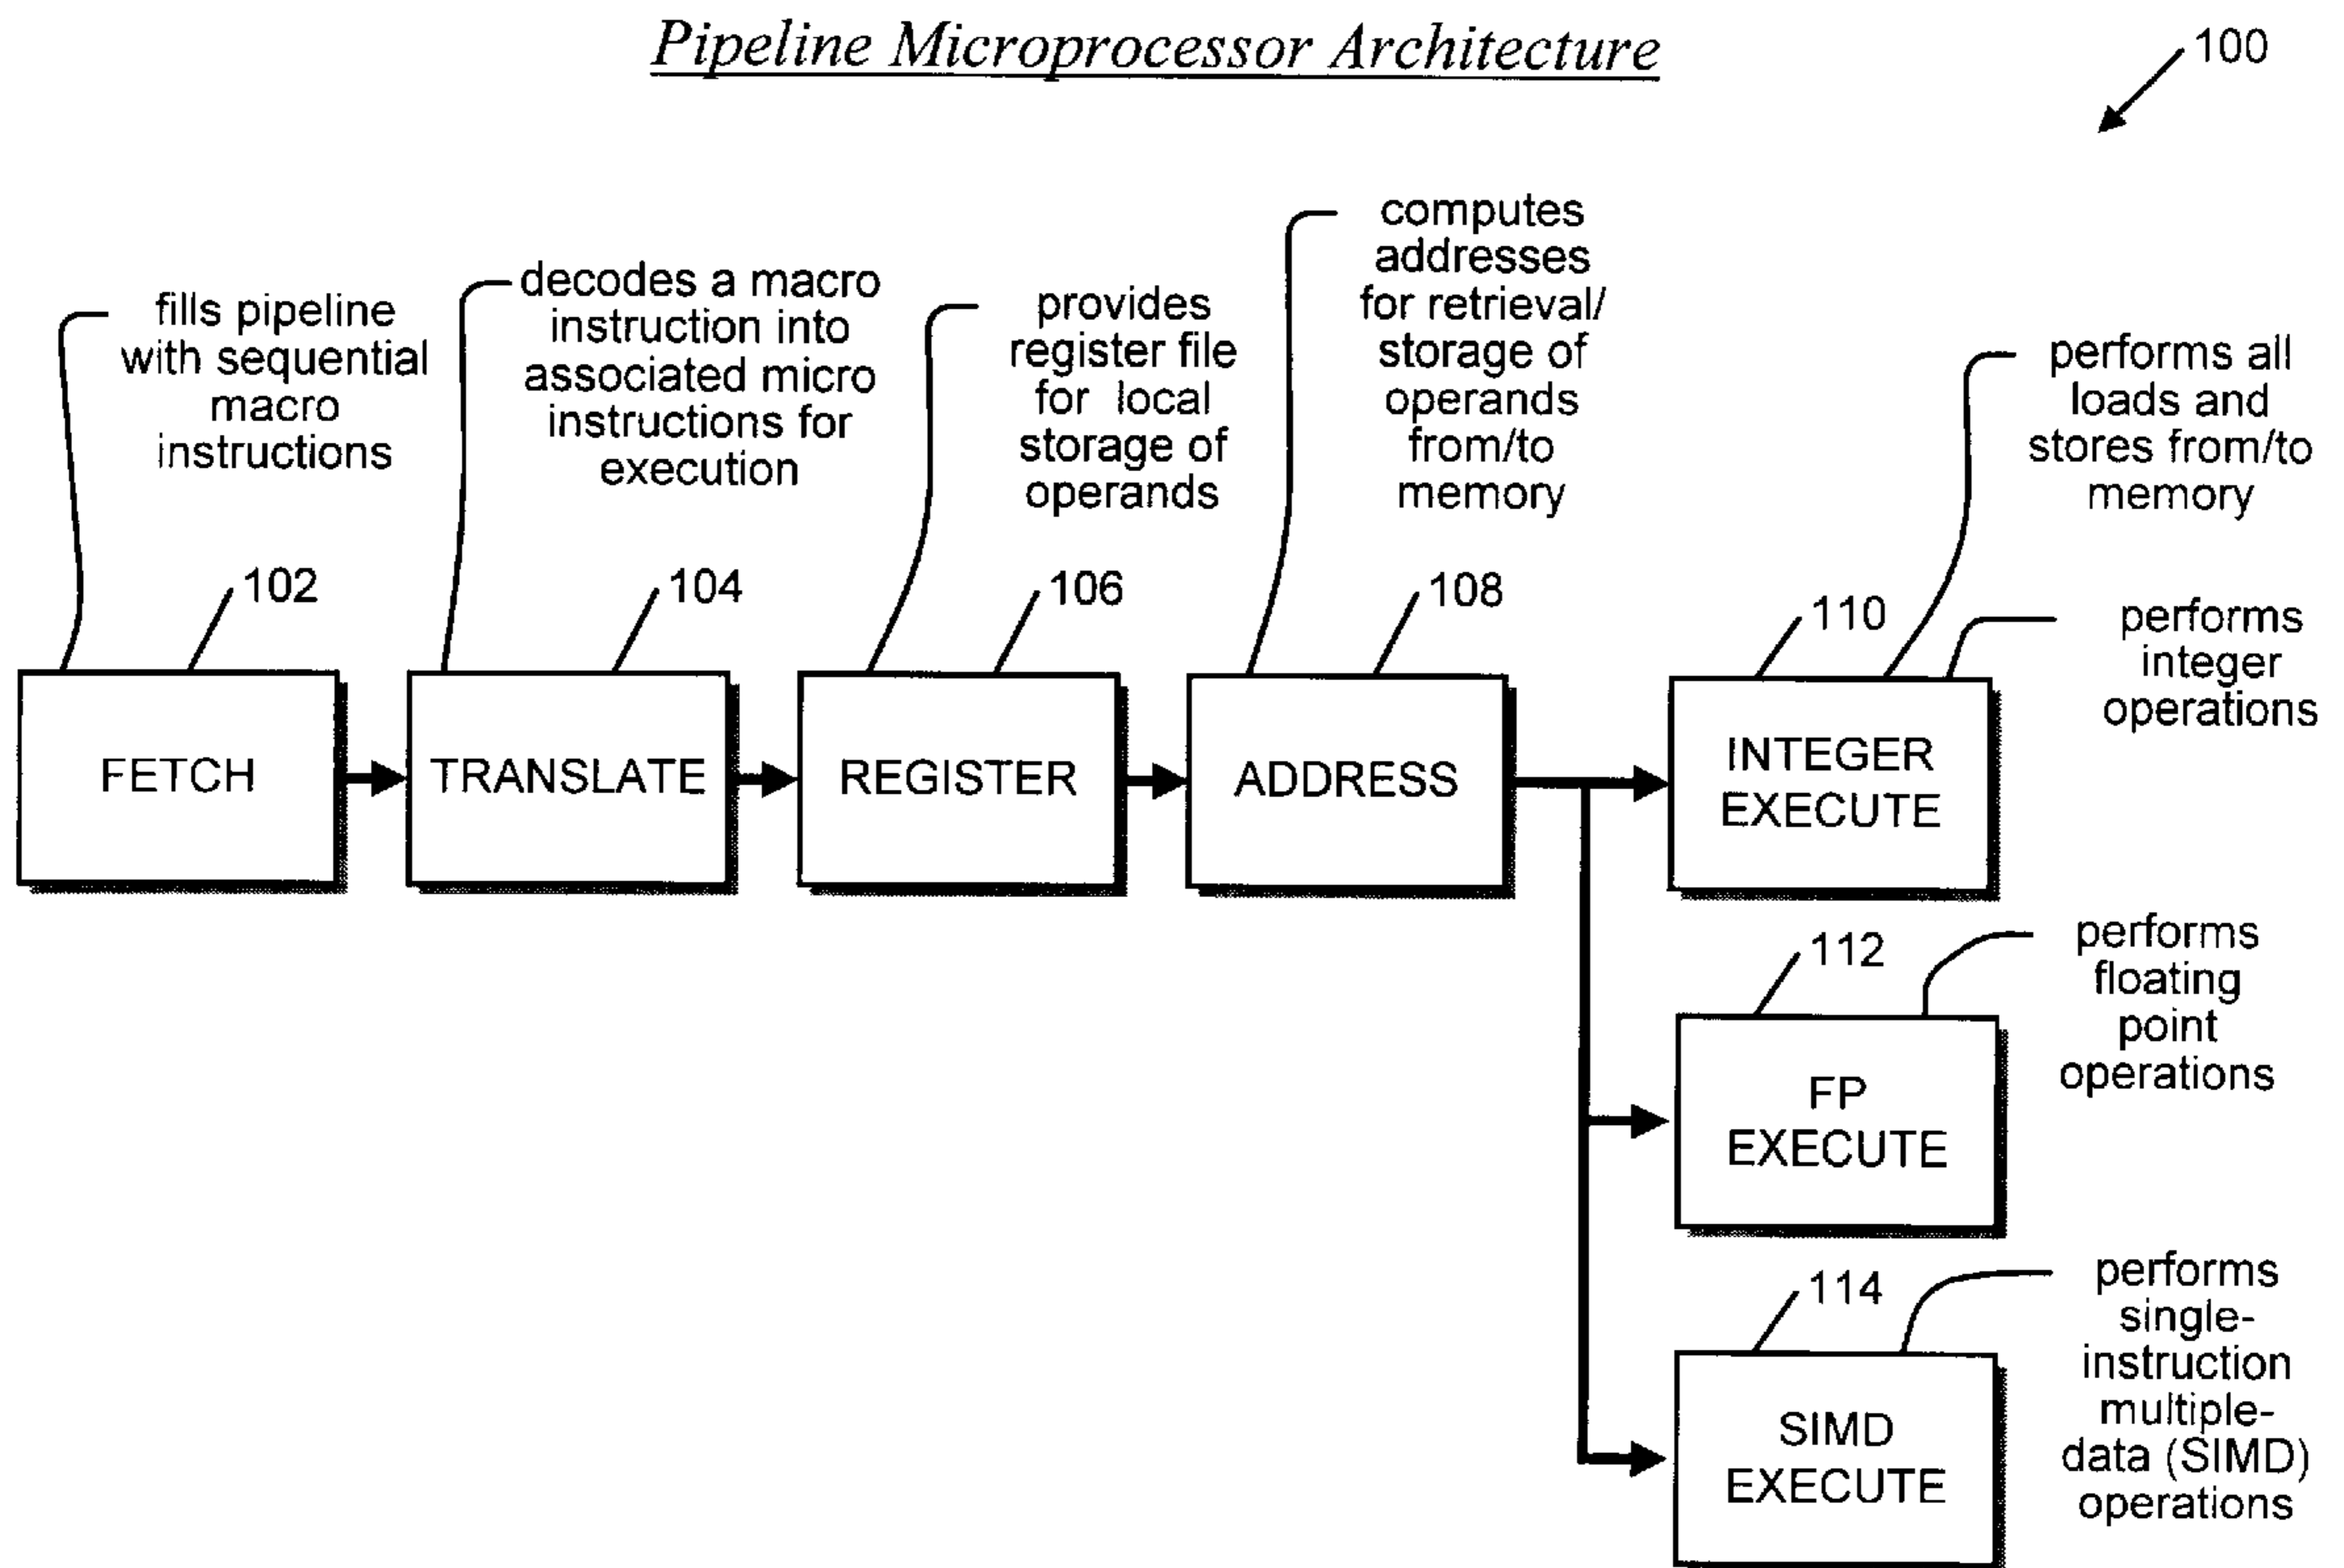 Pipeline Microprocessor Architecture
100
fills pipeline
with sequential
macro
instructions
decodes a macro
instruction into
associated micro
instructions for
execution
provides
register file
for local
storage of
operands
computes
addresses
for retrieval/
storage of
operands
from/to
memory
performs all
loads and
stores from/to
memory
performs
integer
operations
102
104
106
108
110
FETCH
TRANSLATE
REGISTER
ADDRESS
INTEGER
EXECUTE
112
performs
floating
point
operations
FP
EXECUTE
114
performs
single-
instruction
multiple-
data (SIMD)
operations
SIMD
EXECUTE